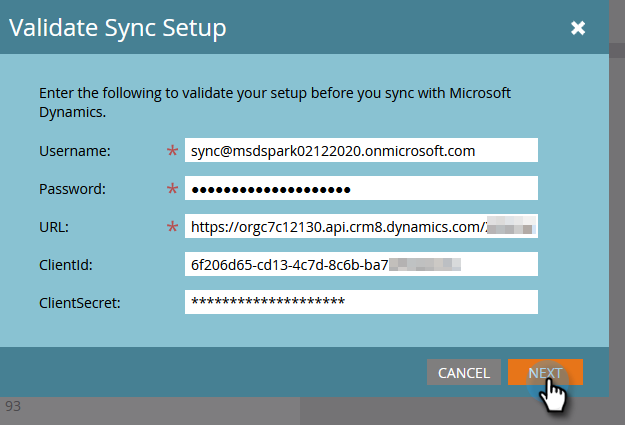 Validate Sync Setup
Enter the following to validate your setup before you sync with Microsoft
Dynamics.
Username: * sync@msdspark02122020.onmicrosoft.com
Password: * ●●●●●●●●●●●●●●●●●●●●
URL: * https://orgc7c12130.api.crm8.dynamics.com/
ClientId: 6f206d65-cd13-4c7d-8c6b-ba7
ClientSecret: ********************
CANCEL NEXT
93